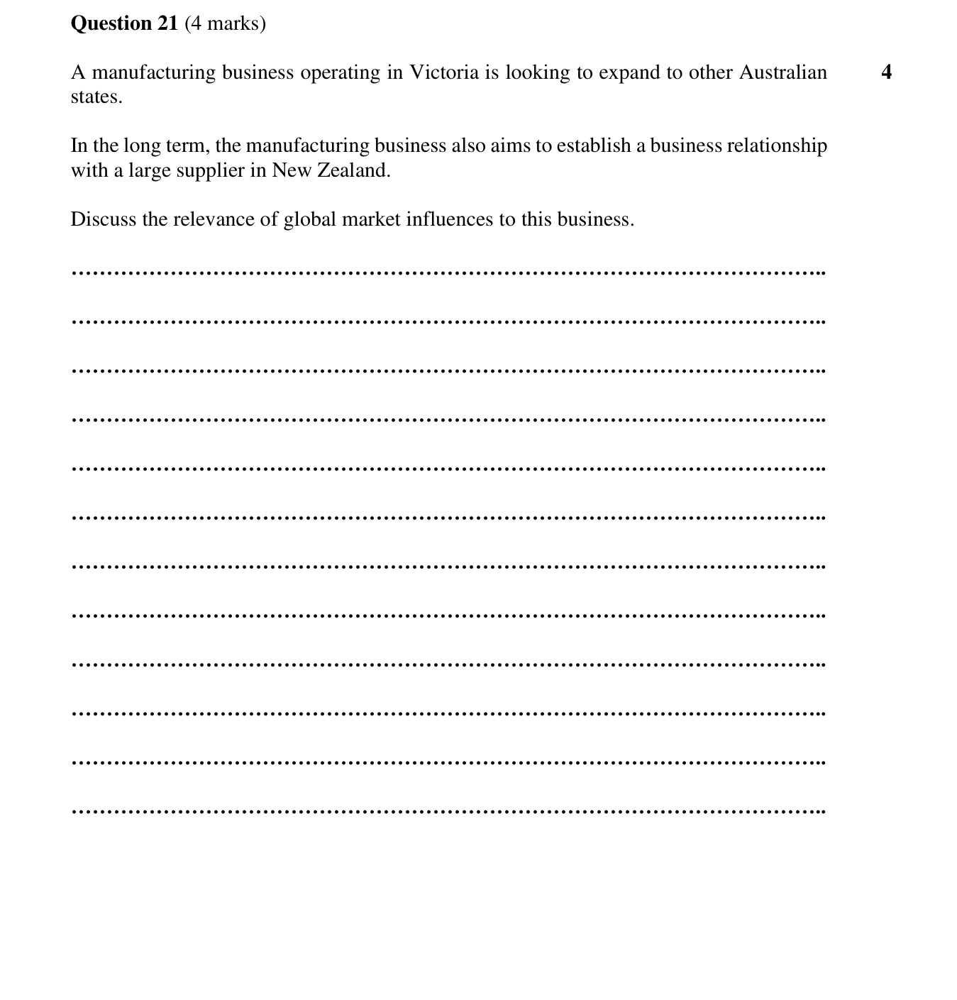 Question 21 (4 marks)
A manufacturing business operating in Victoria is looking to expand to other Australian 4
states.
In the long term, the manufacturing business also aims to establish a business relationship
with a large supplier in New Zealand.
Discuss the relevance of global market influences to this business.